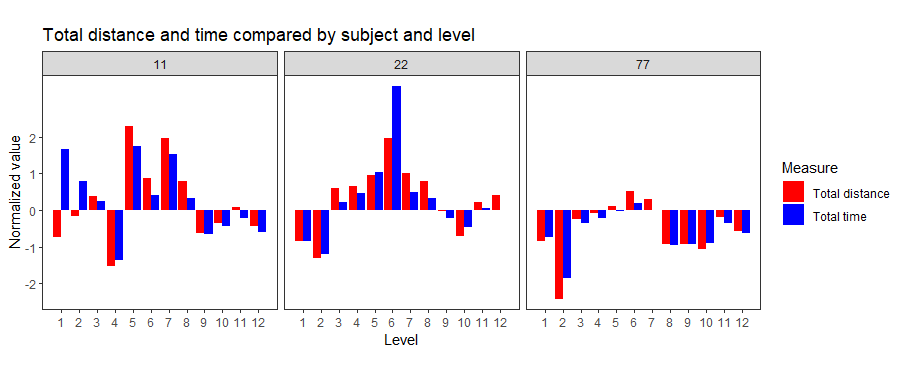 Total distance and time compared by subject and level
11 22 77
Normalized value
2
1
0
-1
-2
1 2 3 4 5 6 7 8 9 10 11 12 1 2 3 4 5 6 7 8 9 10 11 12 1 2 3 4 5 6 7 8 9 10 11 12
Level
Measure
Total distance
Total time